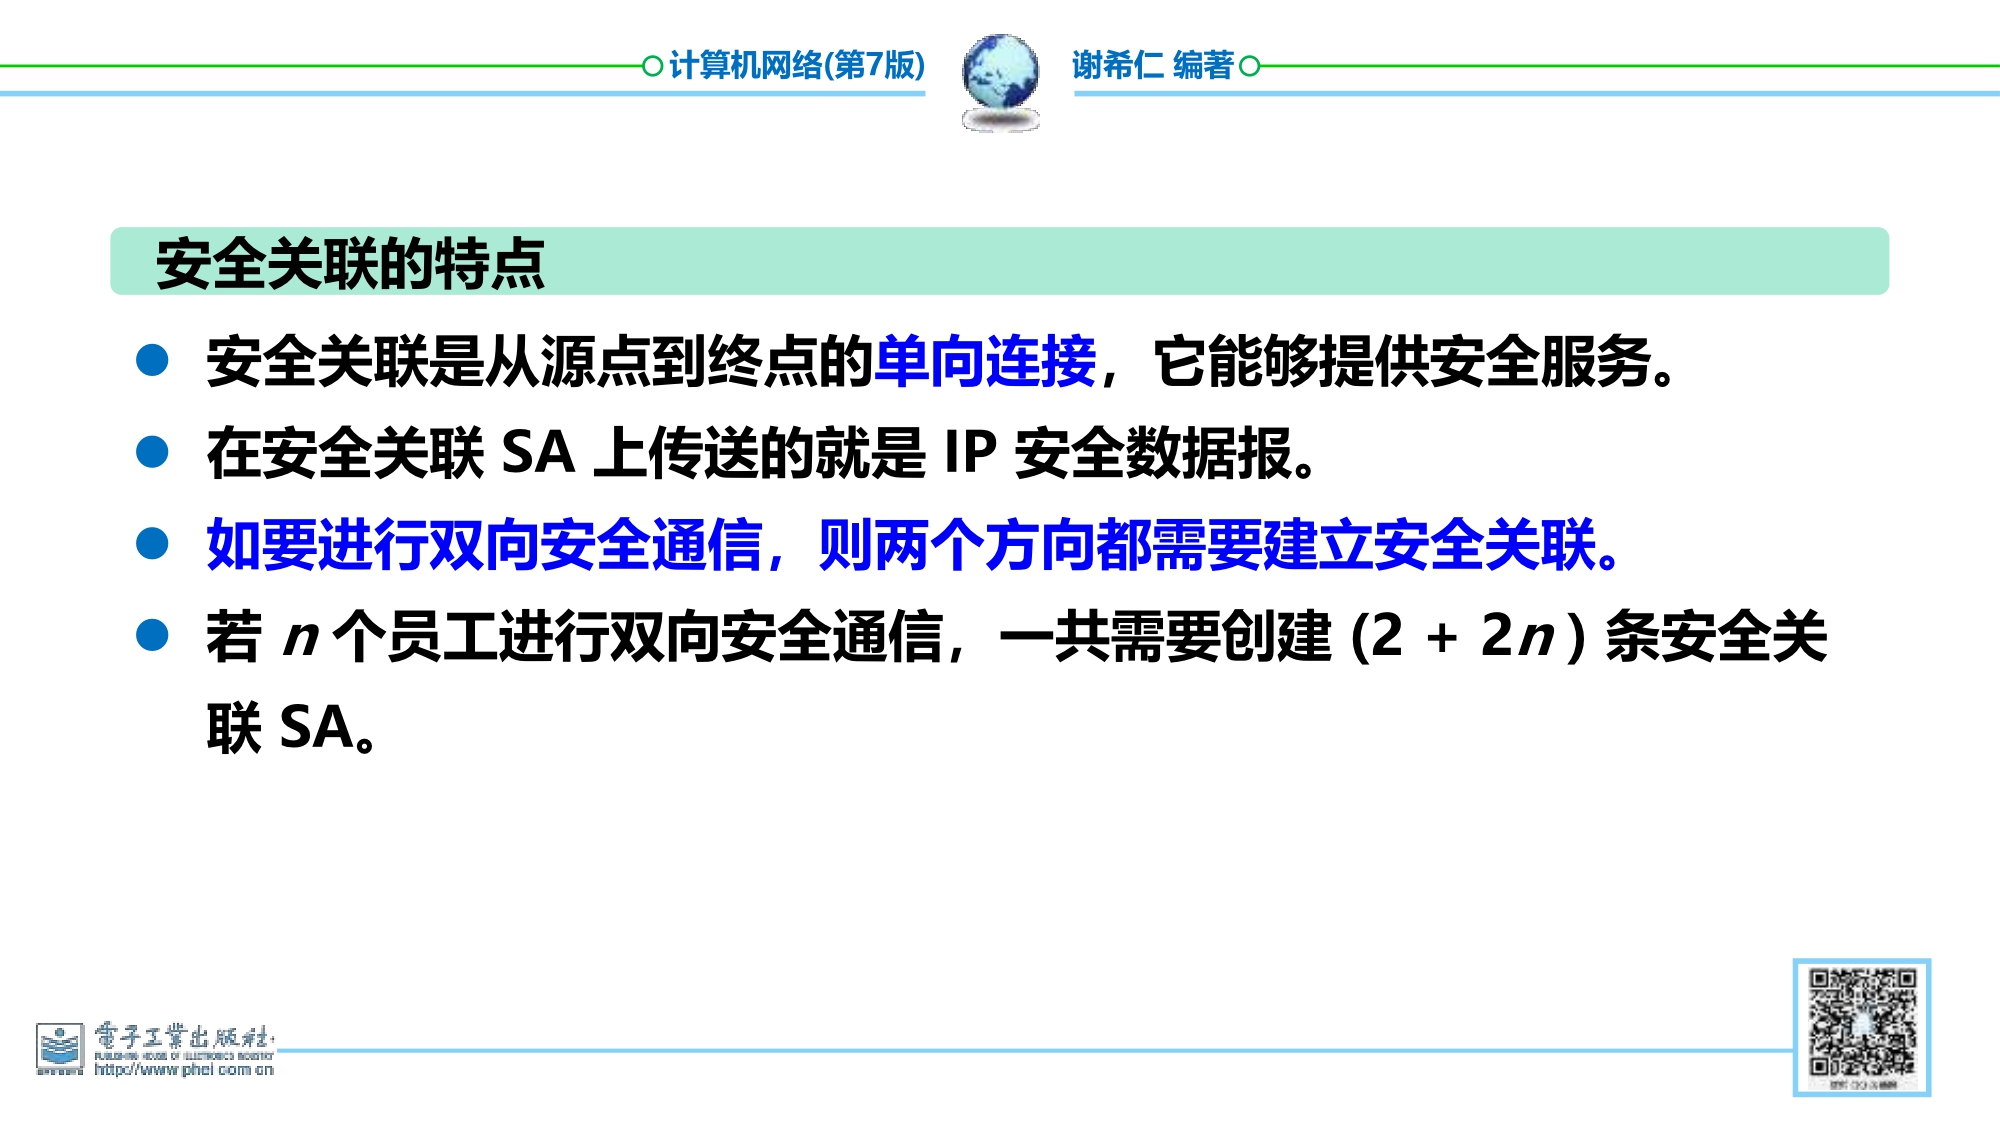 计算机网络(第7版)
谢希仁 编著
安全关联的特点
安全关联是从源点到终点的单向连接，它能够提供安全服务。
在安全关联 SA 上传送的就是 IP 安全数据报。
如要进行双向安全通信，则两个方向都需要建立安全关联。
若 n 个员工进行双向安全通信，一共需要创建 (2 + 2n ) 条安全关
联 SA。
電子工業出版社
PUBLISHING HOUSE OF ELECTRONICS INDUSTRY
http://www.phei.com.cn